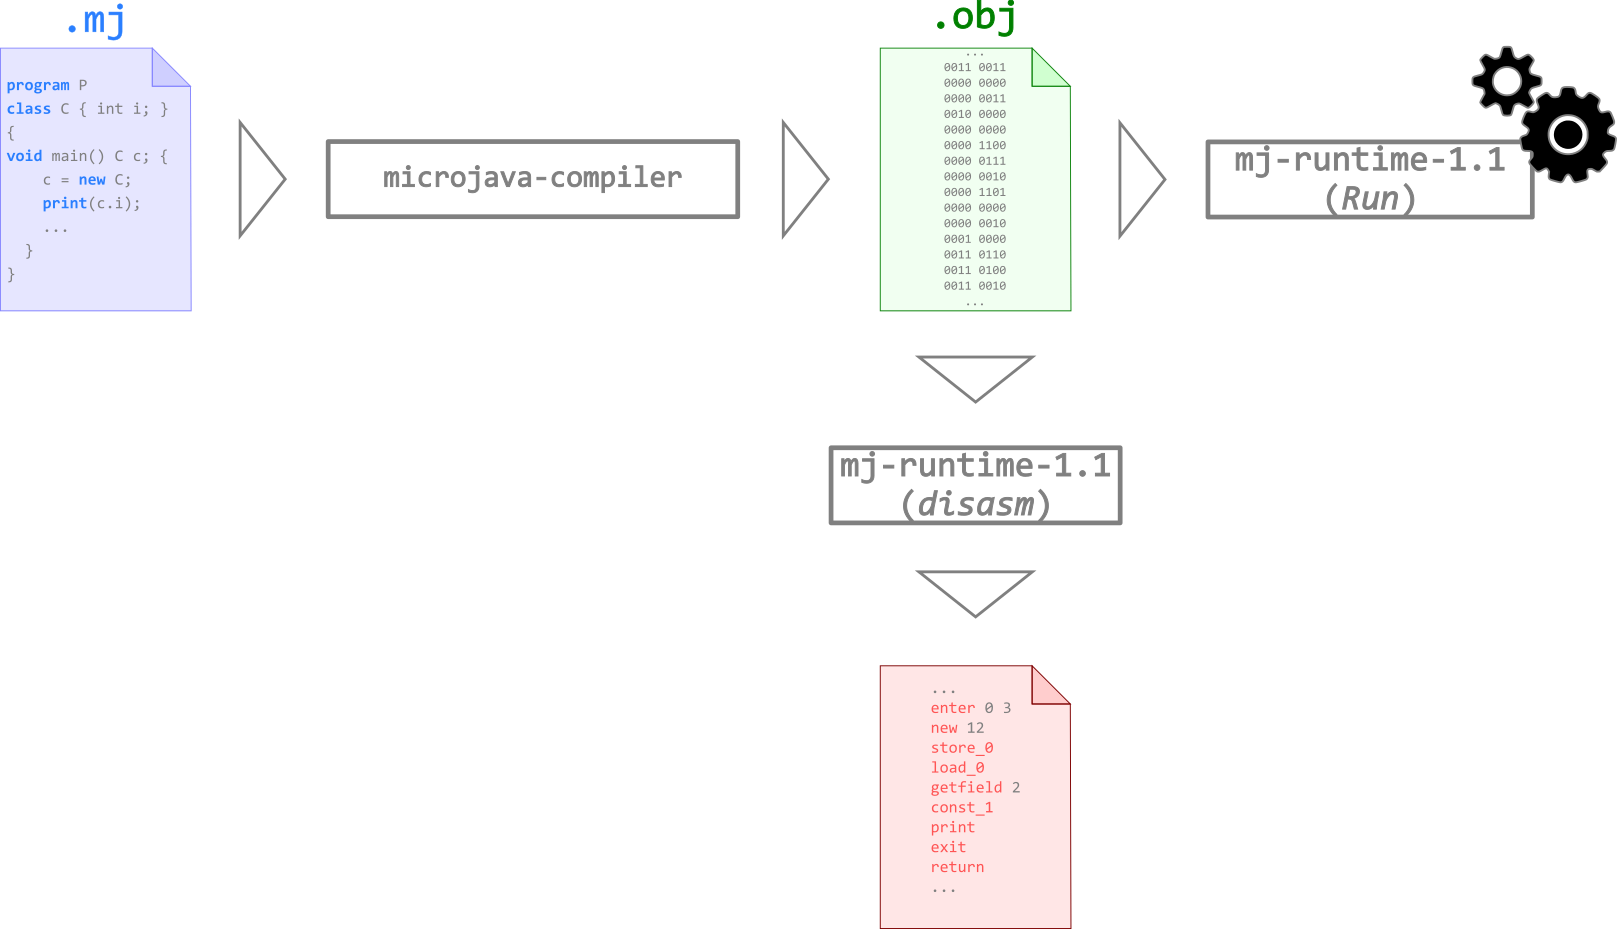 .mj
program P
class C { int i; }
{
void main() C c; {
c = new C;
print(c.i);
...
}
}
microjava-compiler
.obj
...
0011 0011
0000 0000
0000 0011
0010 0000
0000 0000
0000 1100
0000 0111
0000 0010
0000 1101
0000 0000
0000 0010
0001 0000
0011 0110
0011 0100
0011 0010
...
mj-runtime-1.1
(Run)
mj-runtime-1.1
(disasm)
...
enter 0 3
new 12
store_0
load_0
getfield 2
const_1
print
exit
return
...